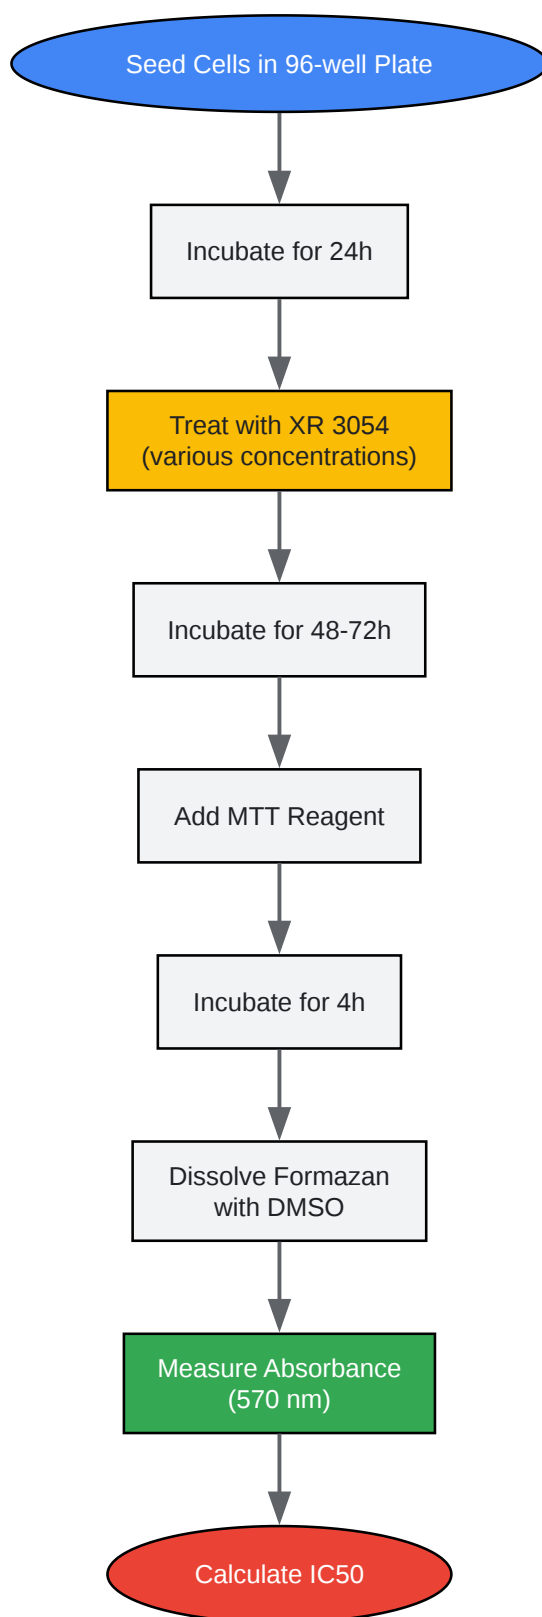 Seed Cells in 96-well Plate
Incubate for 24h
Treat with XR 3054
(various concentrations)
Incubate for 48-72h
Add MTT Reagent
Incubate for 4h
Dissolve Formazan
with DMSO
Measure Absorbance
(570 nm)
Calculate IC50